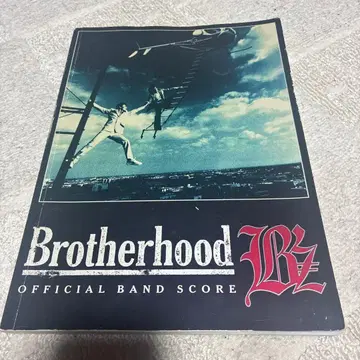 Brotherhood
OFFICIAL BAND SCORE
B'z